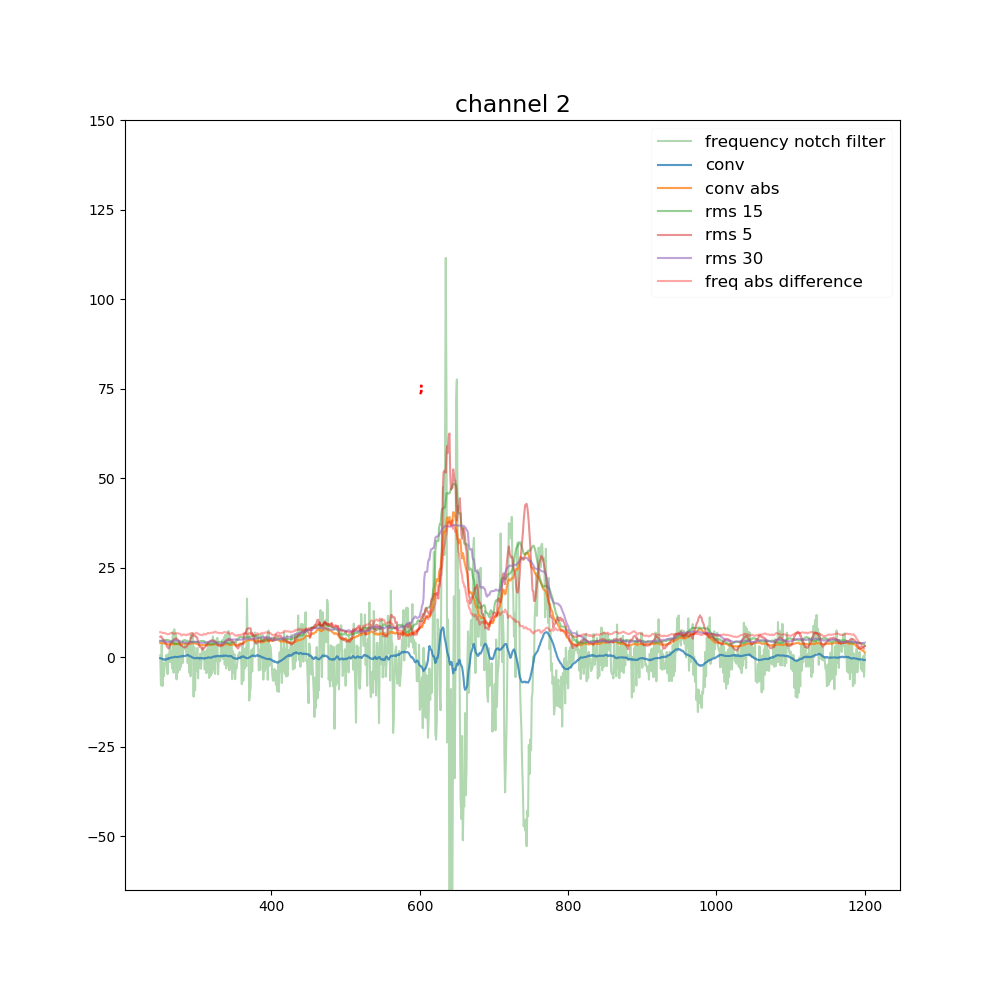 channel 2
150
125
100
75
50
25
0
−25
−50
400 600 800 1000 1200
frequency notch filter
conv
conv abs
rms 15
rms 5
rms 30
freq abs difference
;